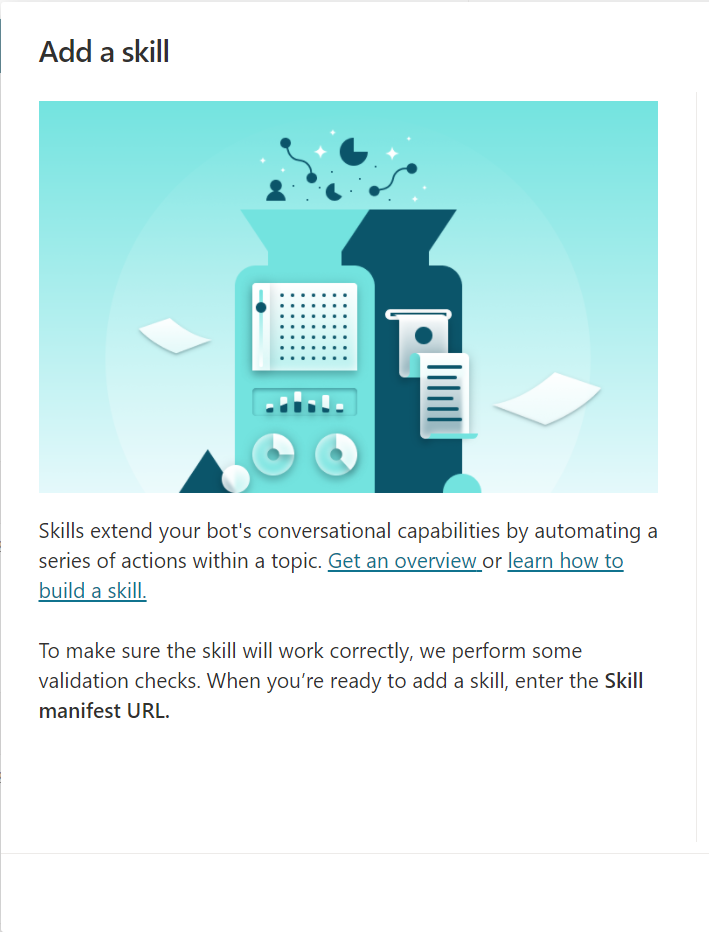 Add a skill
Skills extend your bot's conversational capabilities by automating a
series of actions within a topic. Get an overview or learn how to
build a skill.
To make sure the skill will work correctly, we perform some
validation checks. When you’re ready to add a skill, enter the Skill
manifest URL.